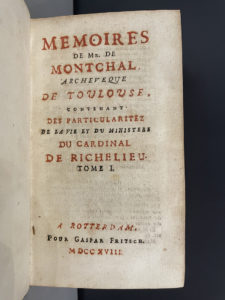 MEMOIRES
DE Mr. DE
MONTCHAL,
ARCHEVEQUE
DE TOULOUSE,
CONTENANT
DES PARTICULARITEZ
DE LA VIE ET DU MINISTERE
DU CARDINAL
DE RICHELIEU.
TOME I.
A ROTTERDAM,
POUR GASPAR FRITSCH.
MDCCXVIII.